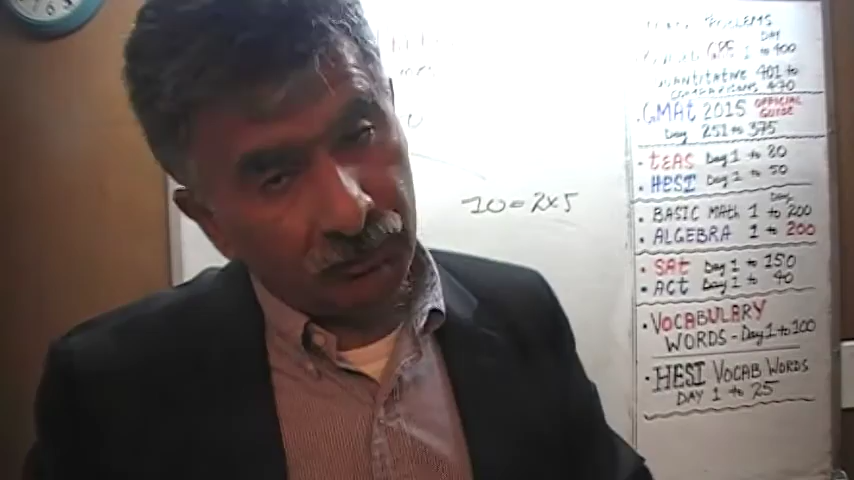 10 = 2x5
PROBLEMS
DAY
GRE 1 to 400
QUANTITATIVE 401 to
COMPARISONS 470
• GMAt 2015 OFFICIAL GUIDE
Day 251 to 375
• tEAS Day 1 to 80
• HESI Day 1 to 50
Day
• BASIC MATH 1 to 200
• ALGEBRA 1 to 200
• SAt Day 1 to 150
• ACt Day 1 to 40
• VOCABULARY
WORDS - Day 1 to 100
• HESI VOCAB WORDS
DAY 1 to 25